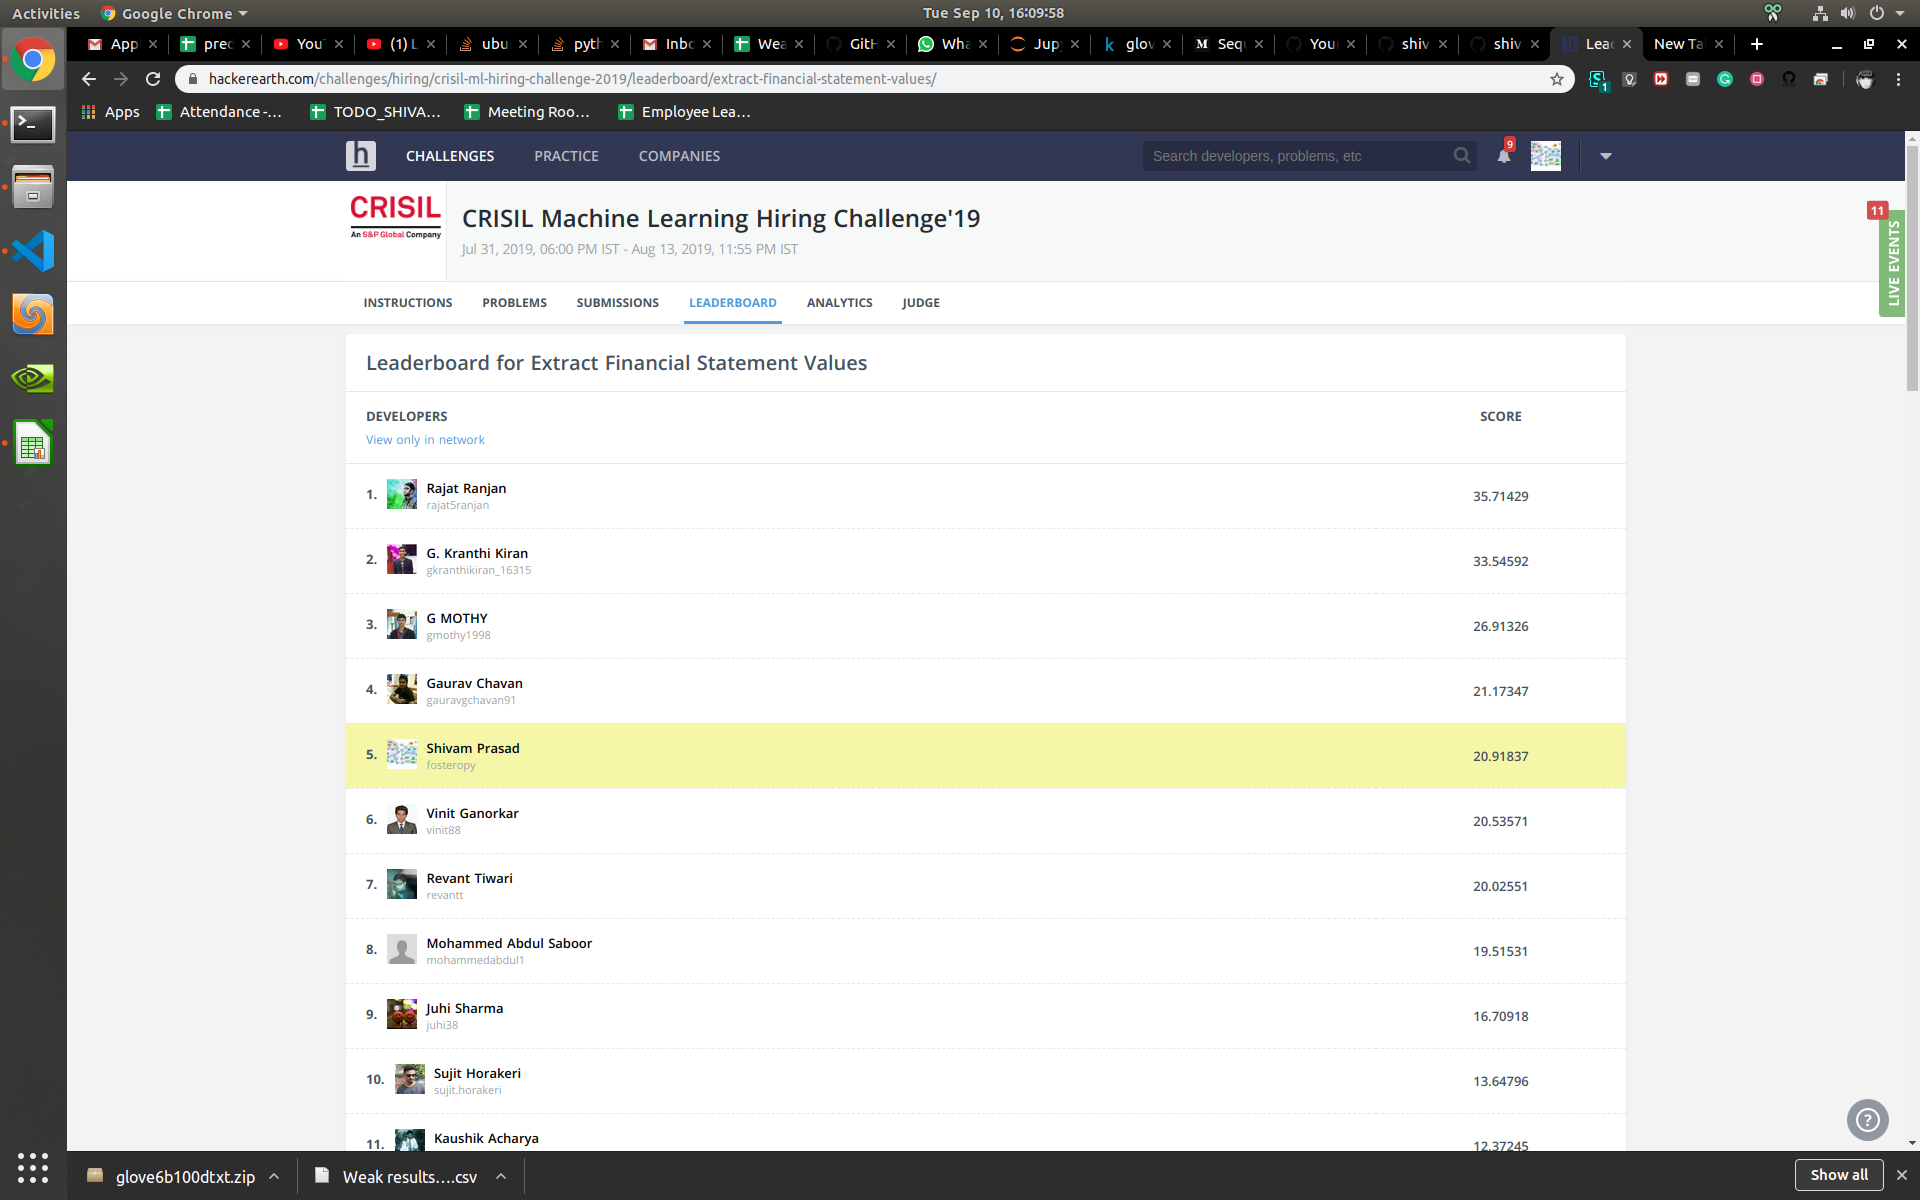 Activities Google Chrome Tue Sep 10, 16:09:58
App pred YouT (1) L ubu pyth Inbo Wea GitH Wha Jup glov Sequ Your shiv shiv Lead New Ta
hackerearth.com/challenges/hiring/crisil-ml-hiring-challenge-2019/leaderboard/extract-financial-statement-values/
1
Apps Attendance -... TODO_SHIVA... Meeting Roo... Employee Lea...
h CHALLENGES PRACTICE COMPANIES Search developers, problems, etc 9
CRISIL
An S&P Global Company
CRISIL Machine Learning Hiring Challenge'19
Jul 31, 2019, 06:00 PM IST - Aug 13, 2019, 11:55 PM IST
11
LIVE EVENTS
INSTRUCTIONS PROBLEMS SUBMISSIONS LEADERBOARD ANALYTICS JUDGE
Leaderboard for Extract Financial Statement Values
DEVELOPERS SCORE
View only in network
1. Rajat Ranjan 35.71429
rajat5ranjan
2. G. Kranthi Kiran 33.54592
gkranthikiran_16315
3. G MOTHY 26.91326
gmothy1998
4. Gaurav Chavan 21.17347
gauravgchavan91
5. Shivam Prasad 20.91837
fosteropy
6. Vinit Ganorkar 20.53571
vinit88
7. Revant Tiwari 20.02551
revantt
8. Mohammed Abdul Saboor 19.51531
mohammedabdul1
9. Juhi Sharma 16.70918
juhi38
10. Sujit Horakeri 13.64796
sujit.horakeri
11. Kaushik Acharya 12.37245
glove6b100dtxt.zip Weak results....csv Show all